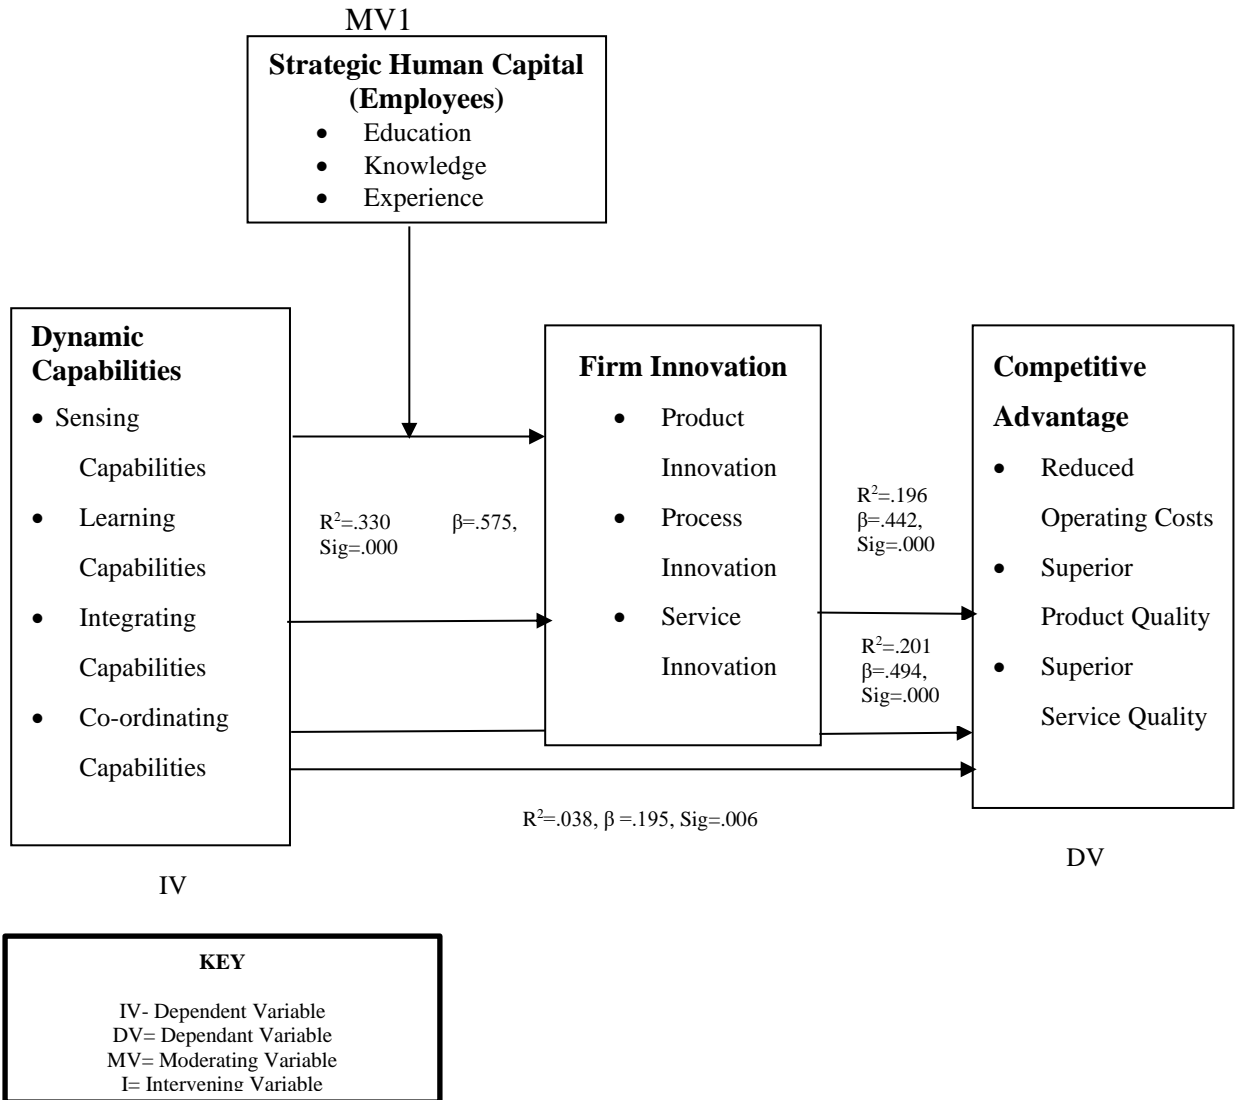 MV1
Strategic Human Capital
(Employees)
• Education
• Knowledge
• Experience
Dynamic
Capabilities
• Sensing
Capabilities
• Learning
Capabilities
• Integrating
Capabilities
• Co-ordinating
Capabilities
R²=.330 β=.575,
Sig=.000
Firm Innovation
• Product
Innovation
• Process
Innovation
• Service
Innovation
R²=.196
β=.442,
Sig=.000
R²=.201
β=.494,
Sig=.000
Competitive
Advantage
• Reduced
Operating Costs
• Superior
Product Quality
• Superior
Service Quality
R²=.038, β =.195, Sig=.006
IV
DV
KEY
IV- Dependent Variable
DV= Dependant Variable
MV= Moderating Variable
I= Intervening Variable